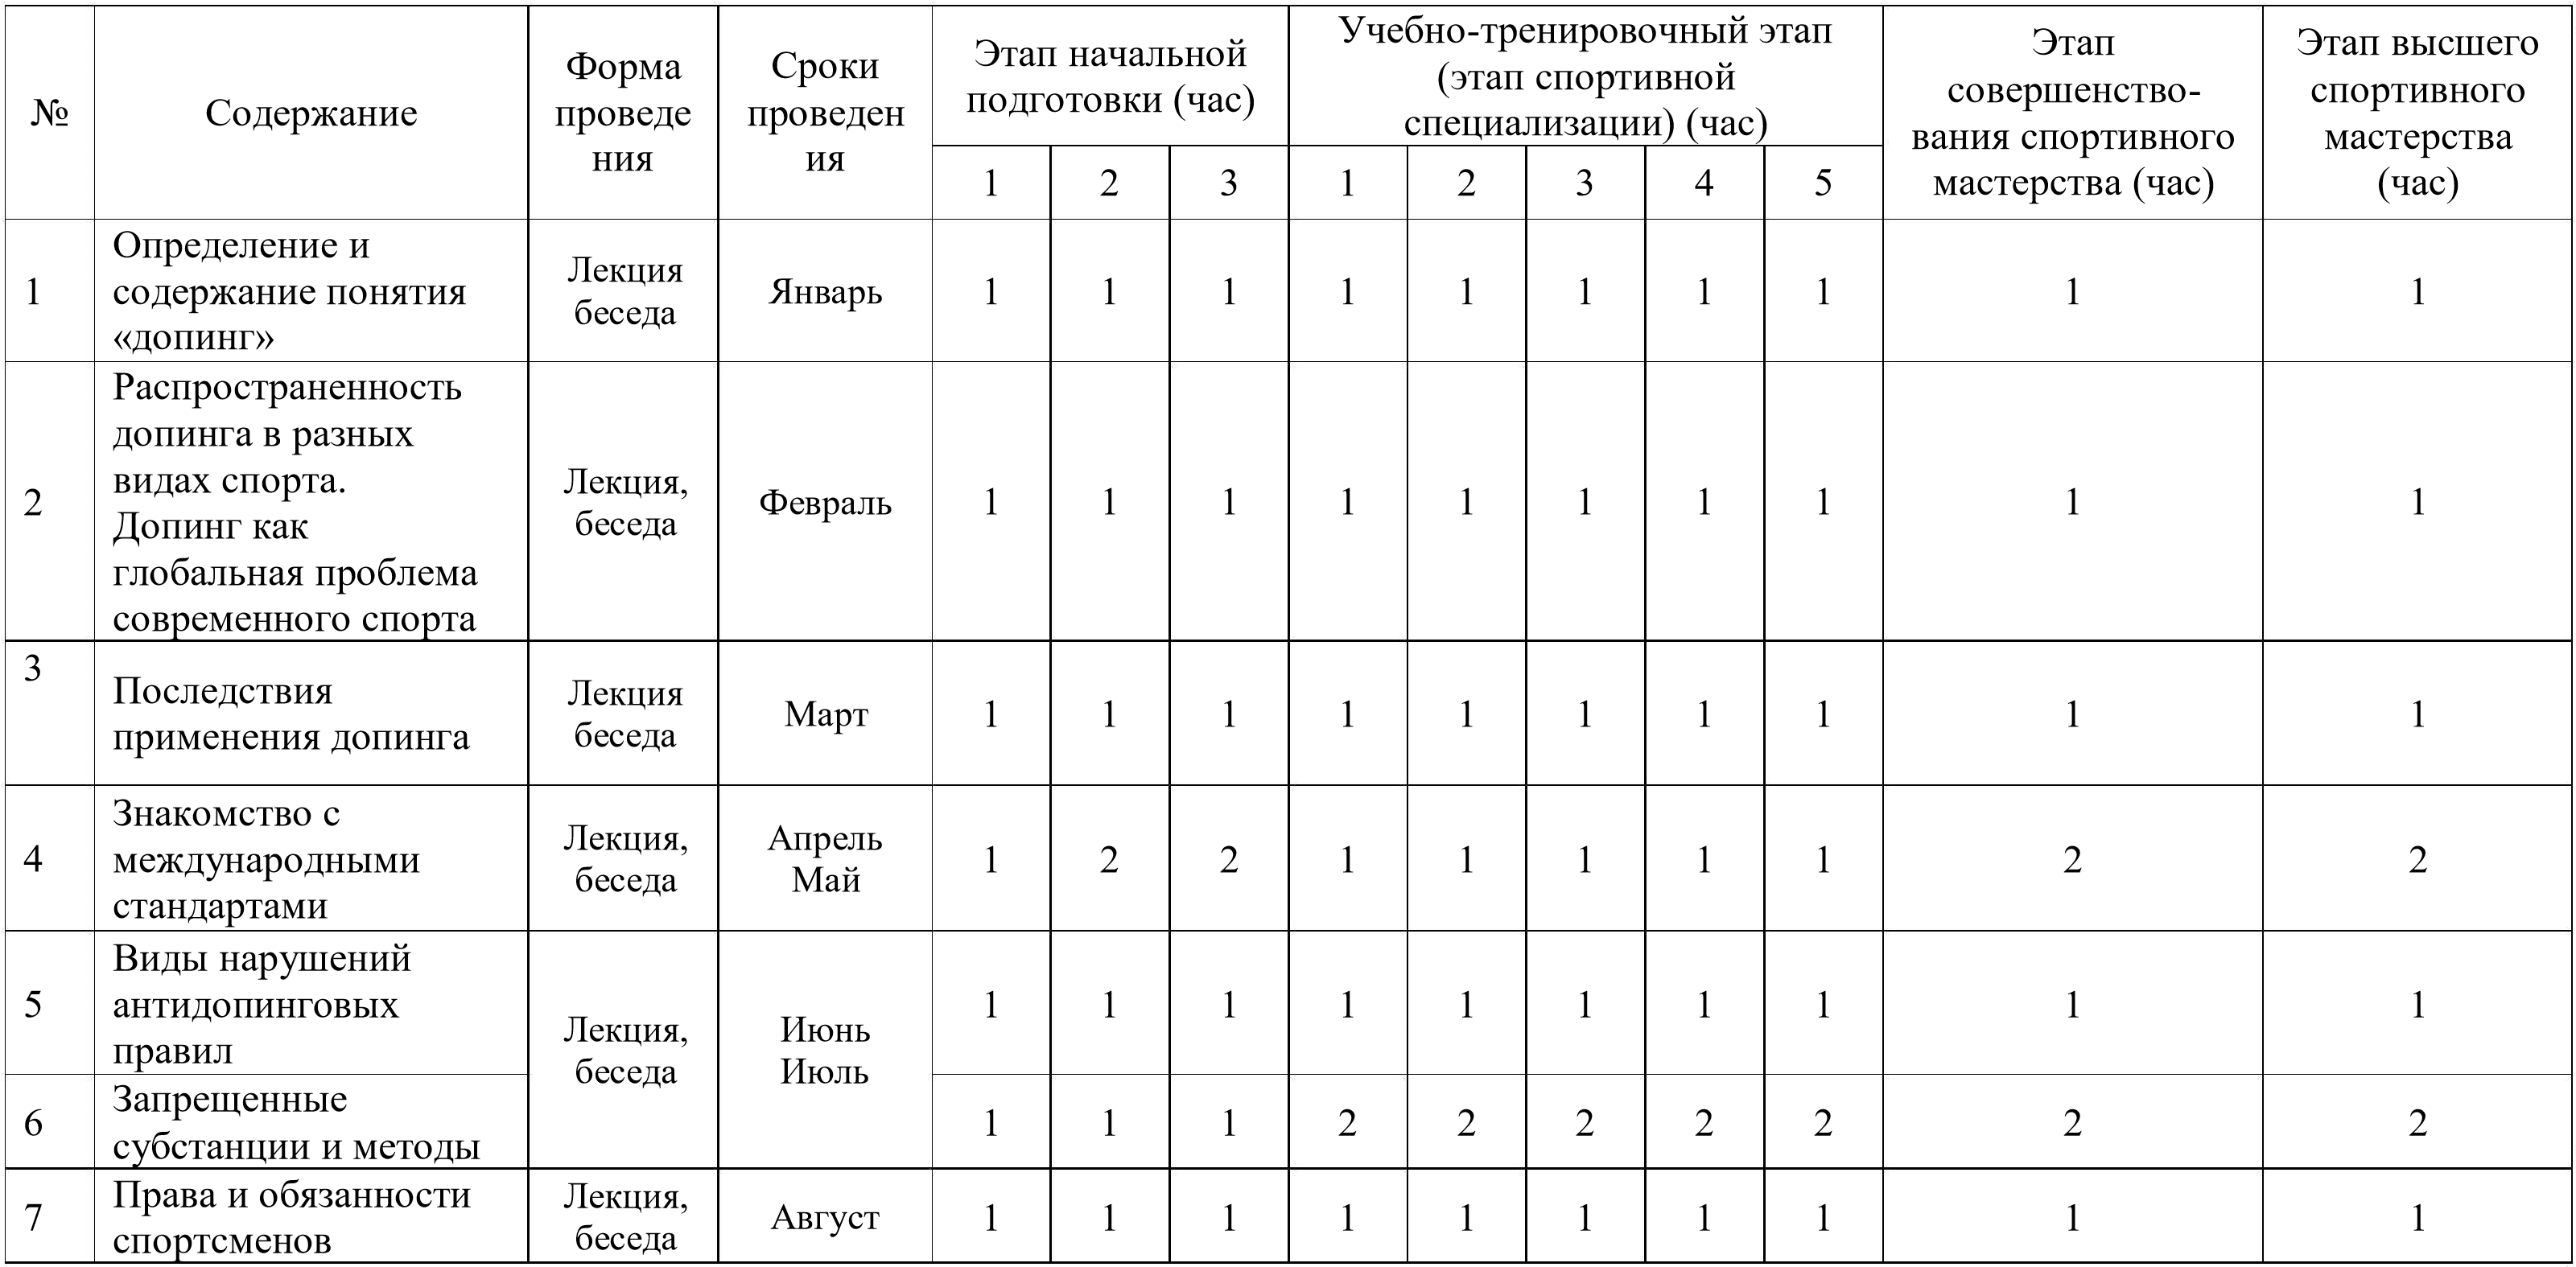 №
Содержание
Форма
проведе
ния
Сроки
проведен
ия
Этап начальной
подготовки (час)
Учебно-тренировочный этап
(этап спортивной
специализации) (час)
Этап
совершенство-
вания спортивного
мастерства (час)
Этап высшего
спортивного
мастерства
(час)
1 2 3 1 2 3 4 5
1
Определение и
содержание понятия
«допинг»
Лекция
беседа
Январь
1 1 1 1 1 1 1 1 1 1
2
Распространенность
допинга в разных
видах спорта.
Допинг как
глобальная проблема
современного спорта
Лекция,
беседа
Февраль
1 1 1 1 1 1 1 1 1 1
3
Последствия
применения допинга
Лекция
беседа
Март
1 1 1 1 1 1 1 1 1 1
4
Знакомство с
международными
стандартами
Лекция,
беседа
Апрель
Май
1 2 2 1 1 1 1 1 2 2
5
Виды нарушений
антидопинговых
правил
Лекция,
беседа
Июнь
Июль
1 1 1 1 1 1 1 1 1 1
6
Запрещенные
субстанции и методы
1 1 1 2 2 2 2 2 2 2
7
Права и обязанности
спортсменов
Лекция,
беседа
Август
1 1 1 1 1 1 1 1 1 1